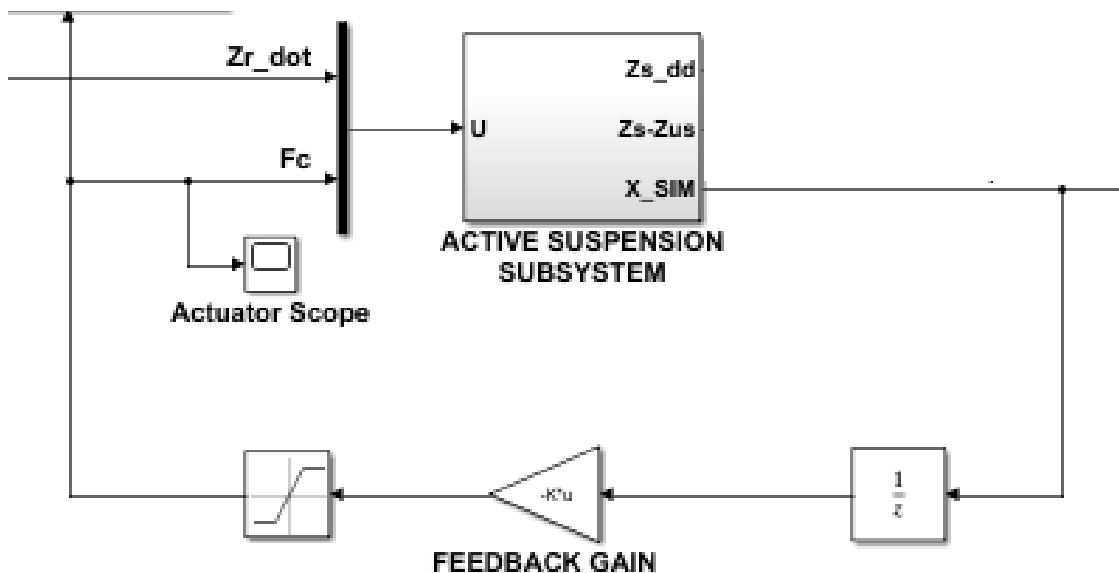 Zr_dot
Fc
U
Zs_dd
Zs-Zus
X_SIM
ACTIVE SUSPENSION
SUBSYSTEM
Actuator Scope
-K*u
1
z
FEEDBACK GAIN